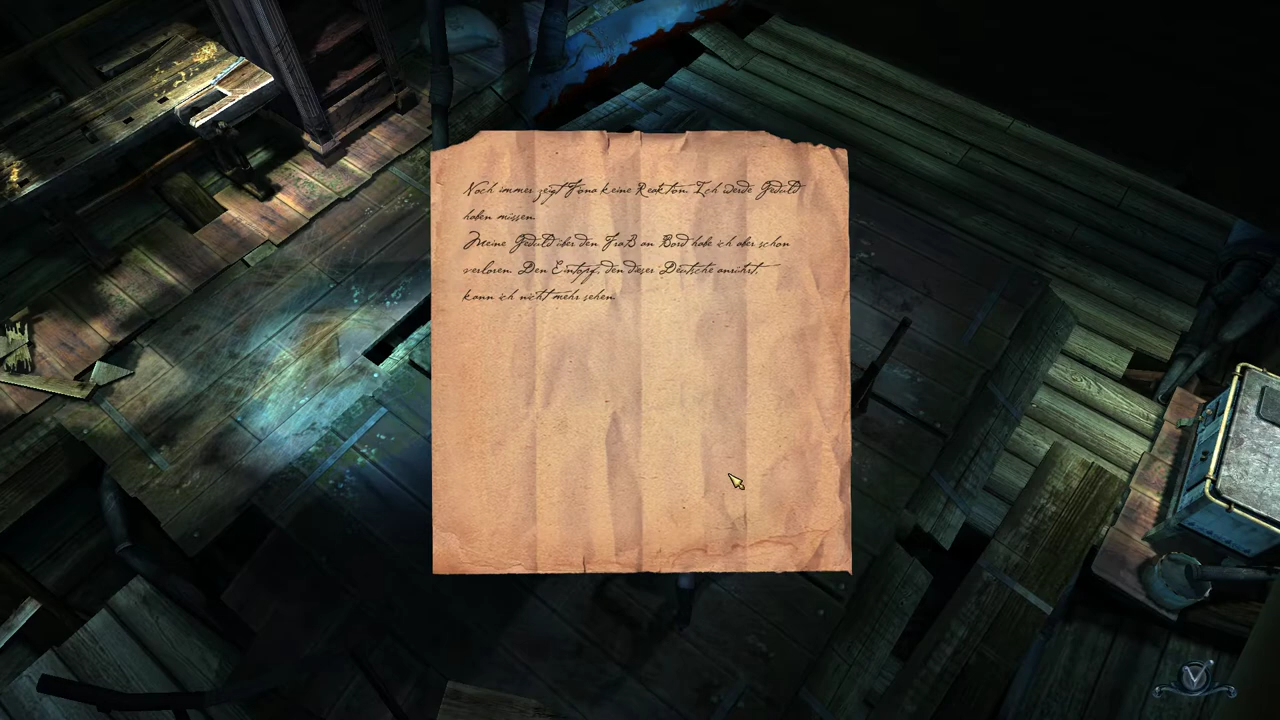 Noch immer zeigt Fiona keine Reaktion. Ich werde Geduld
haben müssen.
Meine Geduld über den Fraß an Bord habe ich aber schon
verloren. Den Eintopf, den dieser Deutsche anrührt,
kann ich nicht mehr sehen.